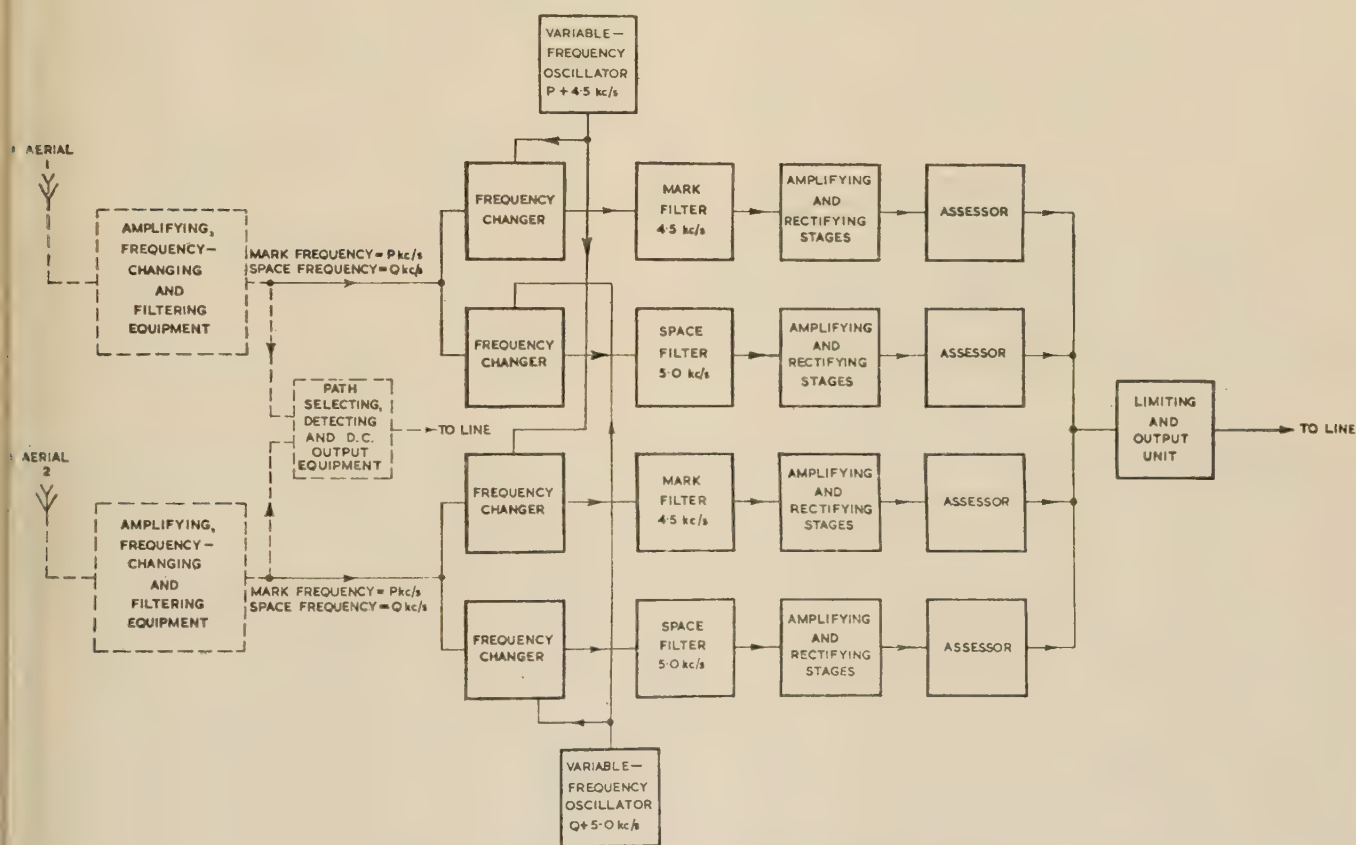 VARIABLE—
FREQUENCY
OSCILLATOR
P + 4·5 kc/s
AERIAL
AMPLIFYING,
FREQUENCY—
CHANGING
AND
FILTERING
EQUIPMENT
MARK FREQUENCY = P kc/s
SPACE FREQUENCY = Q kc/s
FREQUENCY
CHANGER
MARK
FILTER
4·5 kc/s
AMPLIFYING
AND
RECTIFYING
STAGES
ASSESSOR
FREQUENCY
CHANGER
SPACE
FILTER
5·0 kc/s
AMPLIFYING
AND
RECTIFYING
STAGES
ASSESSOR
PATH
SELECTING,
DETECTING
AND D.C.
OUTPUT
EQUIPMENT
TO LINE
LIMITING
AND
OUTPUT
UNIT
TO LINE
AERIAL
2
AMPLIFYING,
FREQUENCY—
CHANGING
AND
FILTERING
EQUIPMENT
MARK FREQUENCY = P kc/s
SPACE FREQUENCY = Q kc/s
FREQUENCY
CHANGER
MARK
FILTER
4·5 kc/s
AMPLIFYING
AND
RECTIFYING
STAGES
ASSESSOR
FREQUENCY
CHANGER
SPACE
FILTER
5·0 kc/s
AMPLIFYING
AND
RECTIFYING
STAGES
ASSESSOR
VARIABLE—
FREQUENCY
OSCILLATOR
Q + 5·0 kc/s